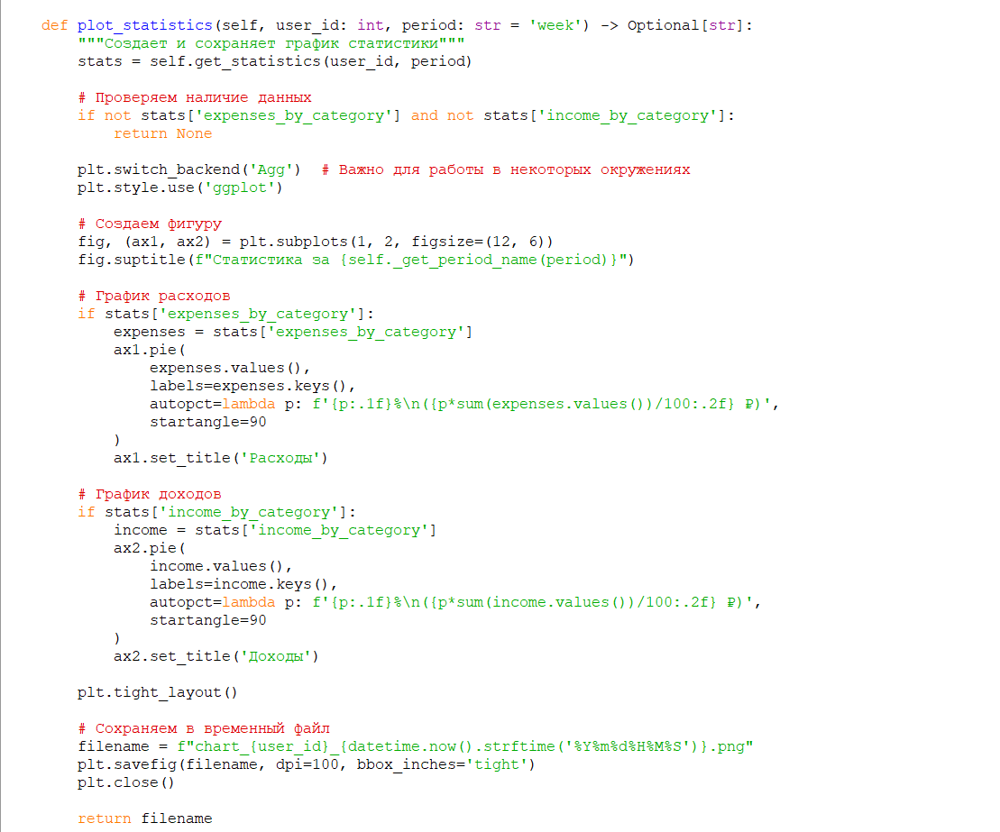 def plot_statistics(self, user_id: int, period: str = 'week') -> Optional[str]:
    """Создает и сохраняет график статистики"""
    stats = self.get_statistics(user_id, period)

    # Проверяем наличие данных
    if not stats['expenses_by_category'] and not stats['income_by_category']:
        return None

    plt.switch_backend('Agg')  # Важно для работы в некоторых окружениях
    plt.style.use('ggplot')

    # Создаем фигуру
    fig, (ax1, ax2) = plt.subplots(1, 2, figsize=(12, 6))
    fig.suptitle(f"Статистика за {self._get_period_name(period)}")

    # График расходов
    if stats['expenses_by_category']:
        expenses = stats['expenses_by_category']
        ax1.pie(
            expenses.values(),
            labels=expenses.keys(),
            autopct=lambda p: f'{p:.1f}%\n({p*sum(expenses.values())/100:.2f} ₽)',
            startangle=90
        )
        ax1.set_title('Расходы')

    # График доходов
    if stats['income_by_category']:
        income = stats['income_by_category']
        ax2.pie(
            income.values(),
            labels=income.keys(),
            autopct=lambda p: f'{p:.1f}%\n({p*sum(income.values())/100:.2f} ₽)',
            startangle=90
        )
        ax2.set_title('Доходы')

    plt.tight_layout()

    # Сохраняем в временный файл
    filename = f"chart_{user_id}_{datetime.now().strftime('%Y%m%d%H%M%S')}.png"
    plt.savefig(filename, dpi=100, bbox_inches='tight')
    plt.close()

    return filename